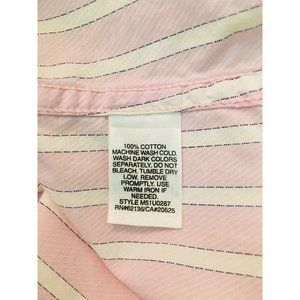 100% COTTON
MACHINE WASH COLD,
WASH DARK COLORS
SEPARATELY. DO NOT
BLEACH, TUMBLE DRY
LOW. REMOVE
PROMPTLY. USE
WARM IRON IF
NEEDED.
STYLE M51U0287
RN#62136/CA#20625